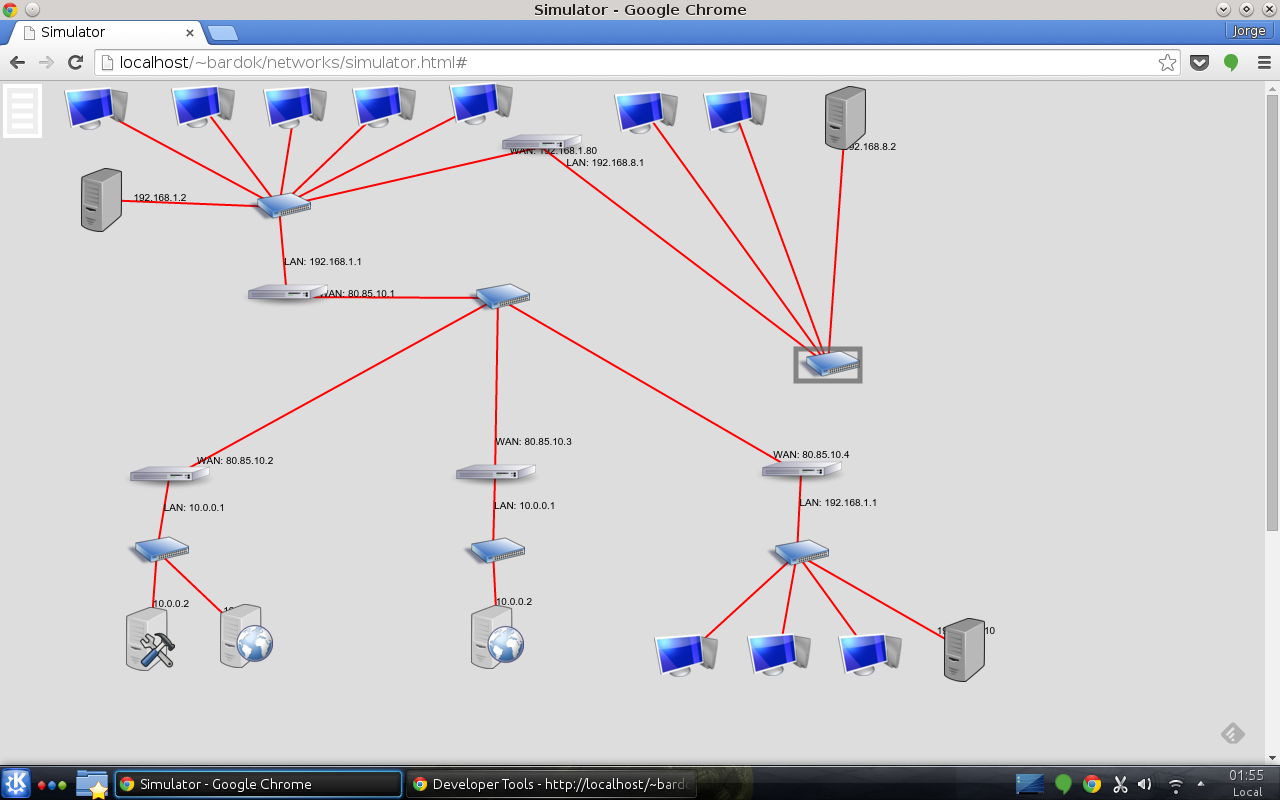 Simulator - Google Chrome
Simulator
Jorge
localhost/~bardok/networks/simulator.html#
WAN: 192.168.1.80
LAN: 192.168.8.1
92.168.8.2
192.168.1.2
LAN: 192.168.1.1
WAN: 80.85.10.1
WAN: 80.85.10.3
WAN: 80.85.10.4
WAN: 80.85.10.2
LAN: 192.168.1.1
LAN: 10.0.0.1
LAN: 10.0.0.1
10.0.0.2
10.0.0.2
10
Simulator - Google Chrome
Developer Tools - http://localhost/~bardo
01:55
Local